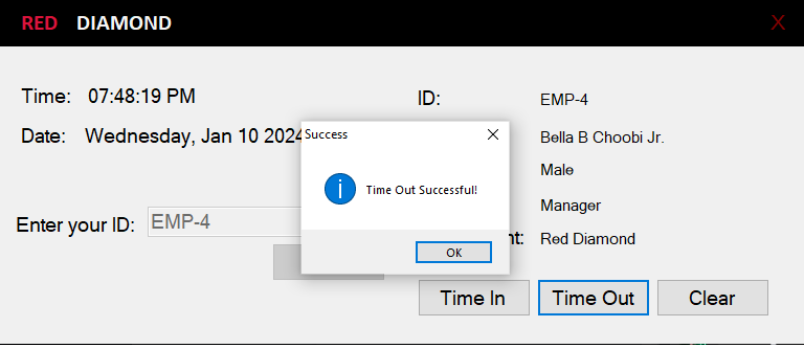 RED DIAMOND
X
Time: 07:48:19 PM
Date: Wednesday, Jan 10 2024
Enter your ID: EMP-4
ID: EMP-4
Bella B Choobi Jr.
Male
Manager
nt: Red Diamond
Success
Time Out Successful!
OK
Time In Time Out Clear